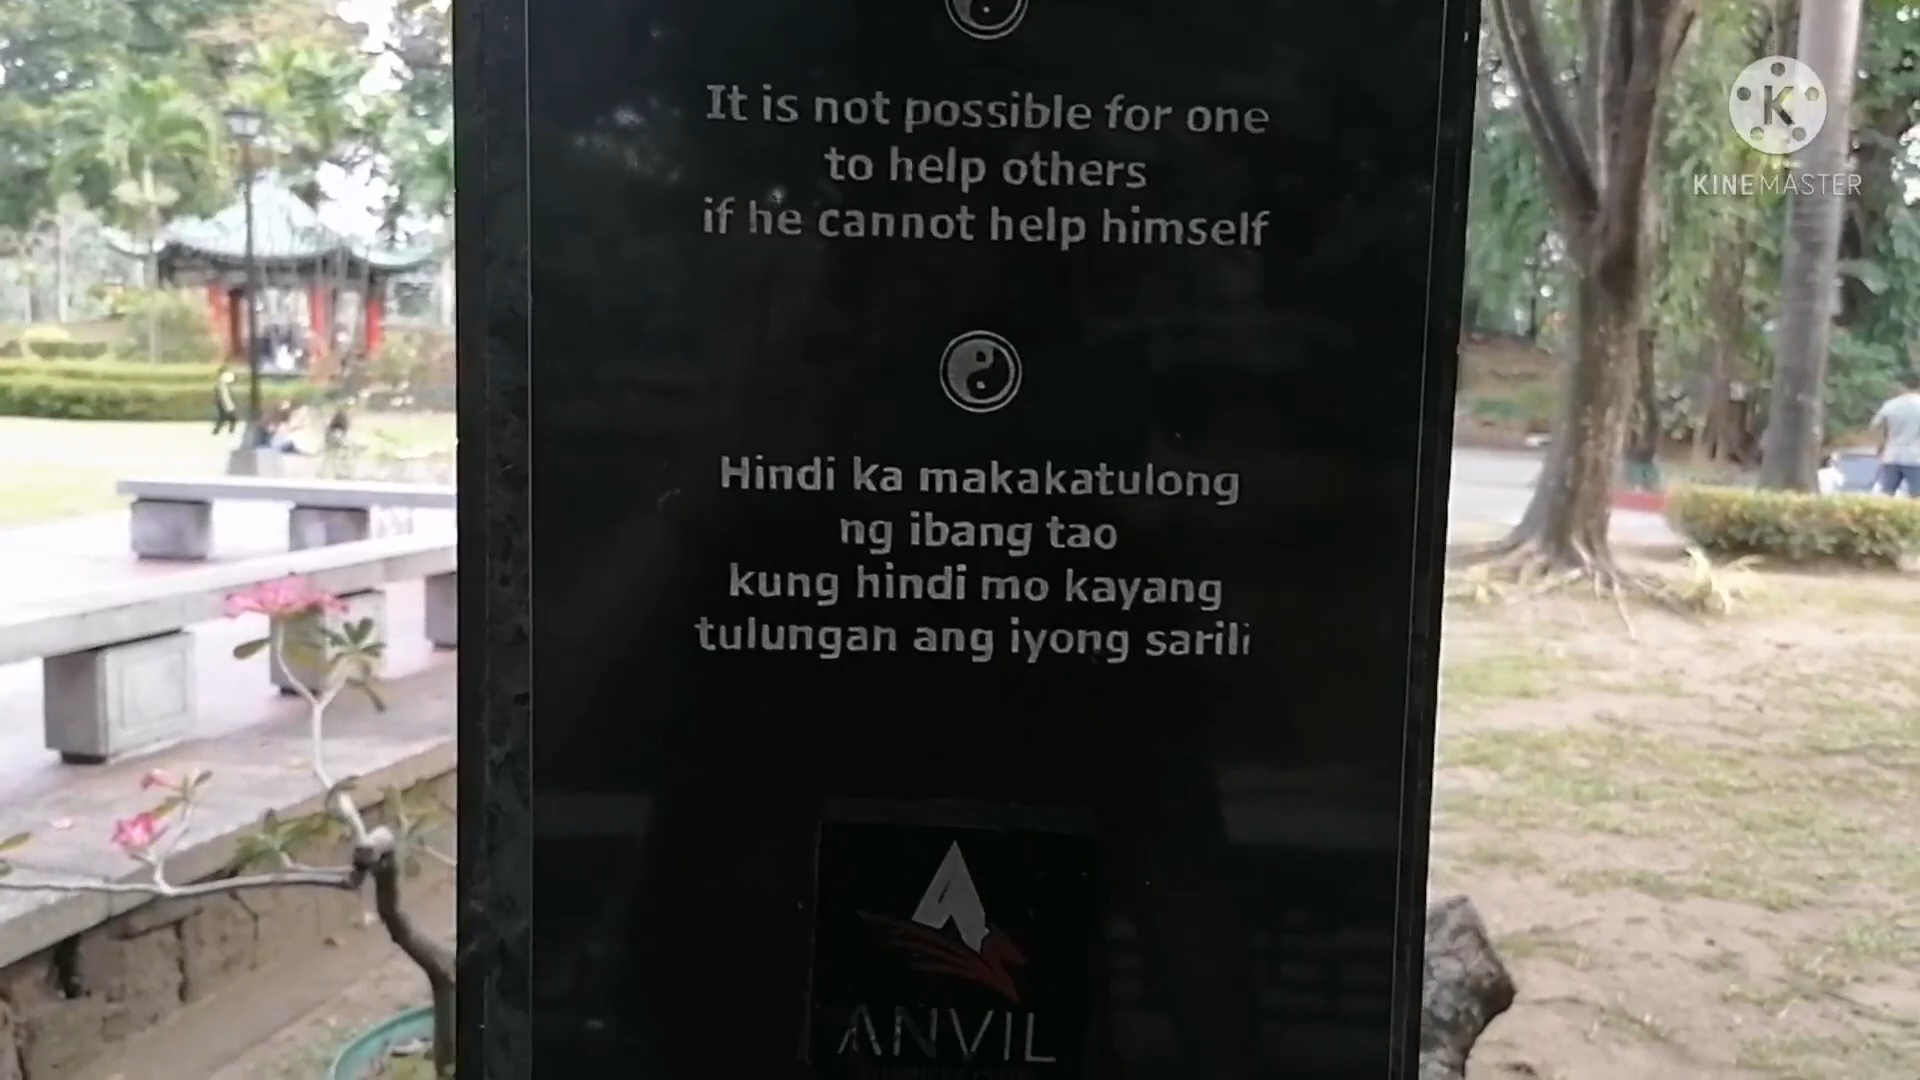 It is not possible for one
to help others
if he cannot help himself
Hindi ka makakatulong
ng ibang tao
kung hindi mo kayang
tulungan ang iyong sarili
ANVIL
K
KINEMASTER